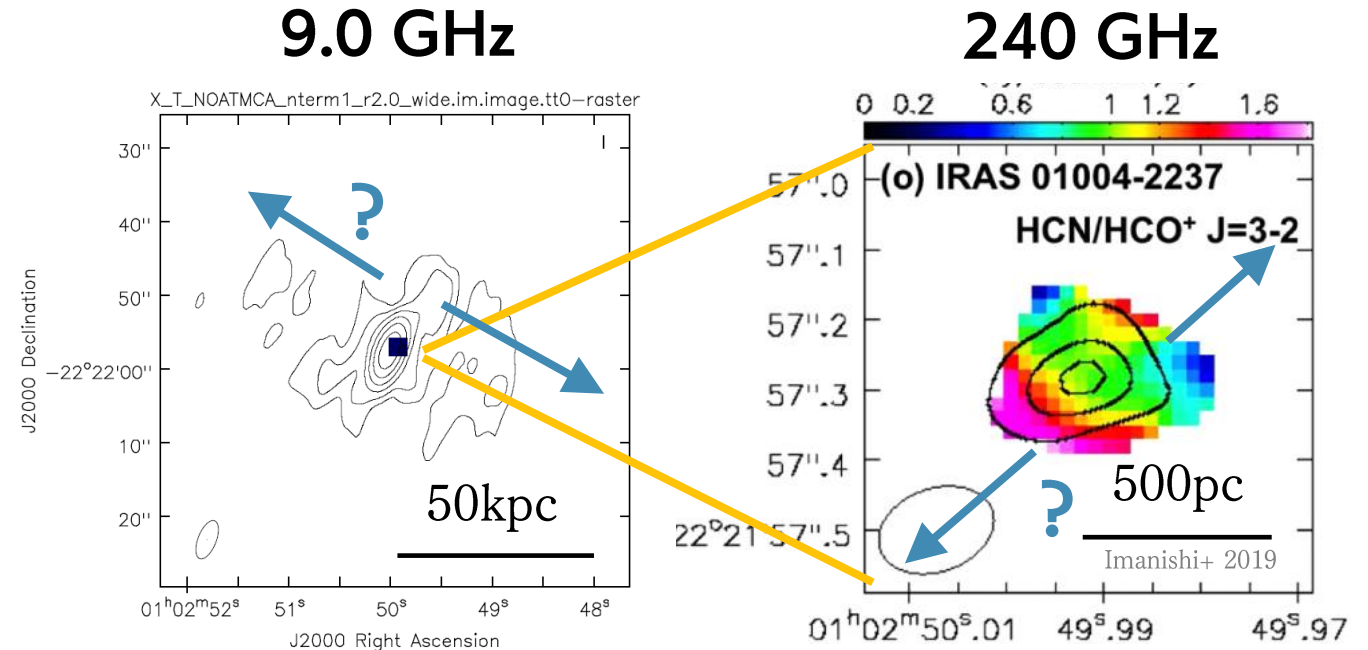 9.0 GHz
X_T_NOATMCA_nterm1_r2.0_wide.im.image.tt0-raster
I
30"
40"
50"
-22°22'00"
10"
20"
J2000 Declination
?
50kpc
01ʰ02ᵐ52ˢ 51ˢ 50ˢ 49ˢ 48ˢ
J2000 Right Ascension
240 GHz
0 0.2 0.6 1 1.2 1.6
(o) IRAS 01004-2237
HCN/HCO⁺ J=3-2
57".0
57".1
57".2
57".3
57".4
22°21'57".5
?
500pc
Imanishi+ 2019
01ʰ02ᵐ50ˢ.01 49ˢ.99 49ˢ.97